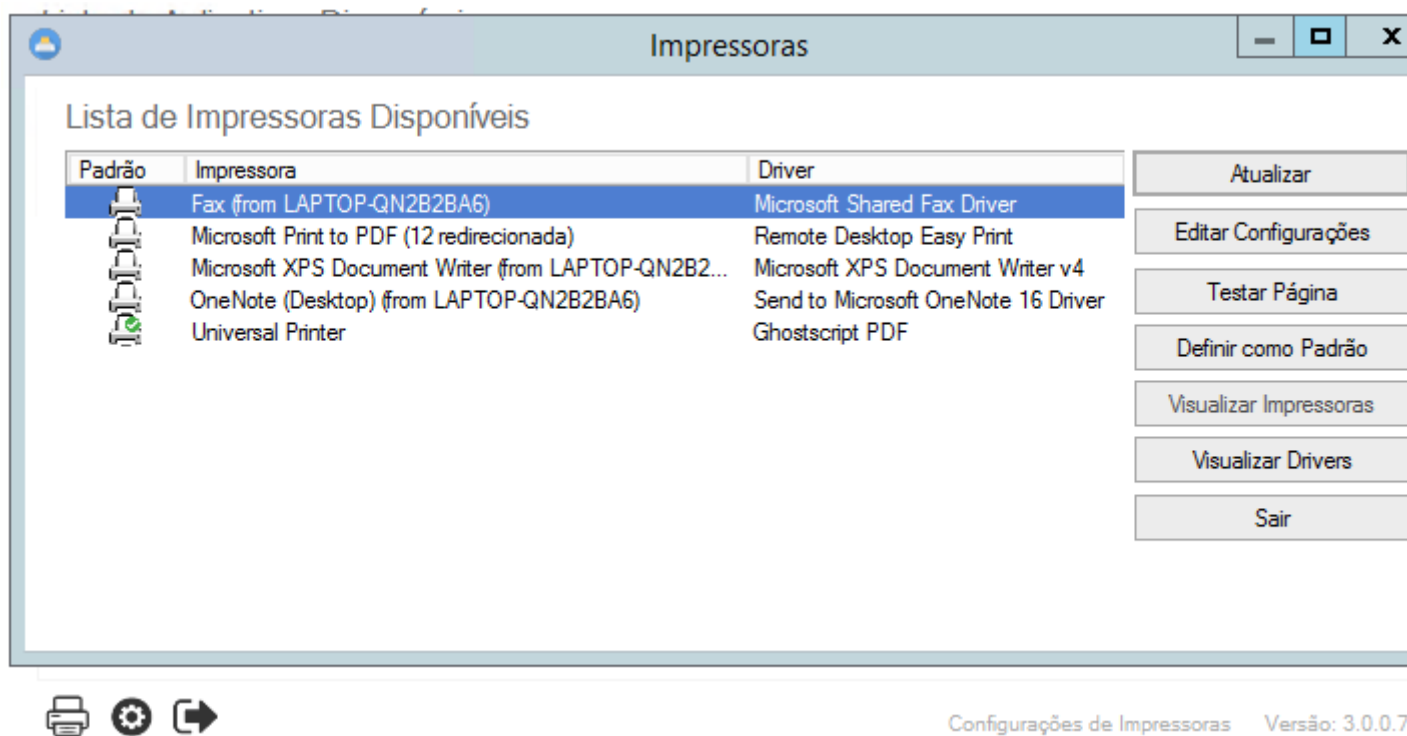 Impressoras
Lista de Impressoras Disponíveis
Padrão Impressora Driver
Fax (from LAPTOP-QN2B2BA6) Microsoft Shared Fax Driver
Microsoft Print to PDF (12 redirecionada) Remote Desktop Easy Print
Microsoft XPS Document Writer (from LAPTOP-QN2B2... Microsoft XPS Document Writer v4
OneNote (Desktop) (from LAPTOP-QN2B2BA6) Send to Microsoft OneNote 16 Driver
Universal Printer Ghostscript PDF
Atualizar
Editar Configurações
Testar Página
Definir como Padrão
Visualizar Impressoras
Visualizar Drivers
Sair
Configurações de Impressoras Versão: 3.0.0.7